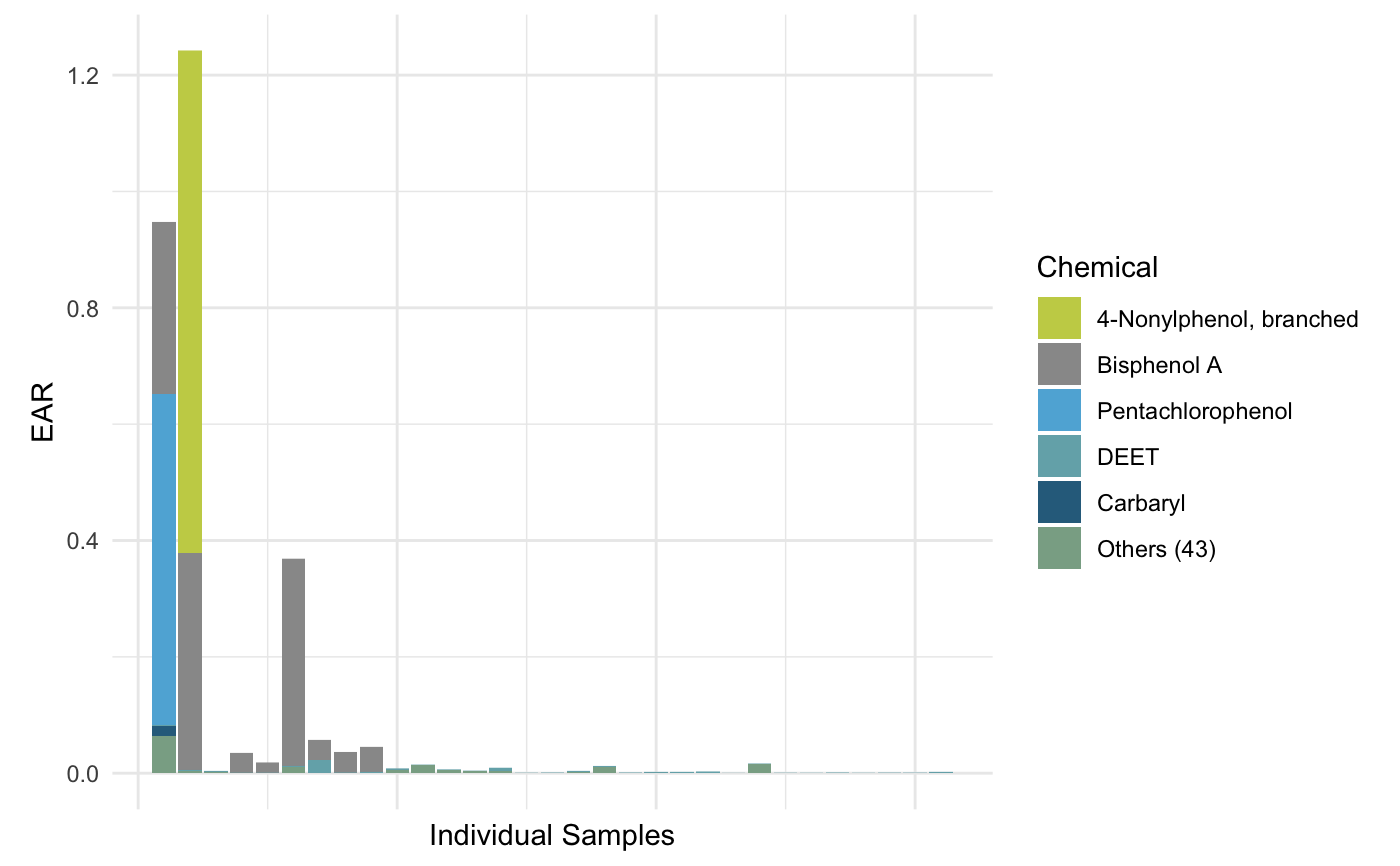 1.2
0.8
0.4
0.0
EAR
Individual Samples
Chemical
4-Nonylphenol, branched
Bisphenol A
Pentachlorophenol
DEET
Carbaryl
Others (43)